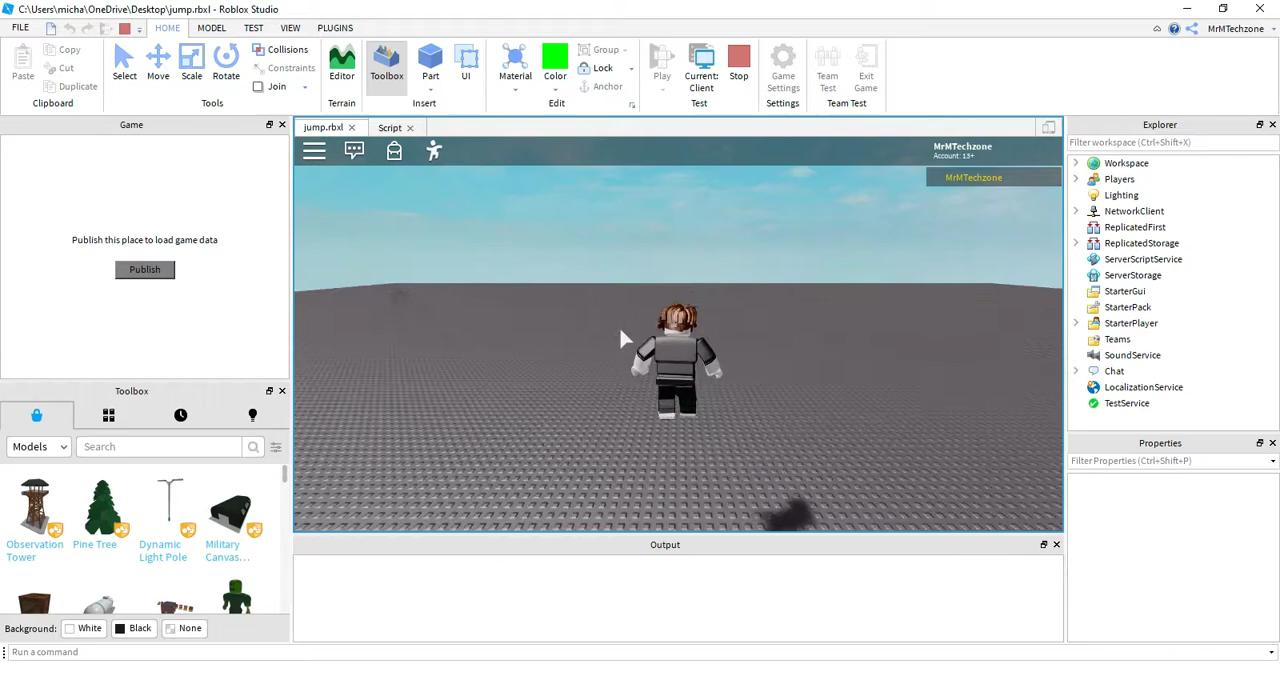 C:\Users\micha\OneDrive\Desktop\jump.rbxl - Roblox Studio
FILE
HOME
MODEL
TEST
VIEW
PLUGINS
MrMTechzone
Paste
Copy
Cut
Duplicate
Clipboard
Select
Move
Scale
Rotate
Collisions
Constraints
Join
Tools
Editor
Terrain
Toolbox
Part
UI
Insert
Material
Color
Group
Lock
Anchor
Edit
Play
Current:
Client
Stop
Test
Game
Settings
Settings
Team
Test
Exit
Game
Team Test
Game
Publish this place to load game data
Publish
Toolbox
Models
Search
Observation
Tower
Pine Tree
Dynamic
Light Pole
Military
Canvas...
Background:
White
Black
None
Run a command
jump.rbxl
Script
MrMTechzone
Account: 13+
MrMTechzone
Output
Explorer
Filter workspace (Ctrl+Shift+X)
Workspace
Players
Lighting
NetworkClient
ReplicatedFirst
ReplicatedStorage
ServerScriptService
ServerStorage
StarterGui
StarterPack
StarterPlayer
Teams
SoundService
Chat
LocalizationService
TestService
Properties
Filter Properties (Ctrl+Shift+P)